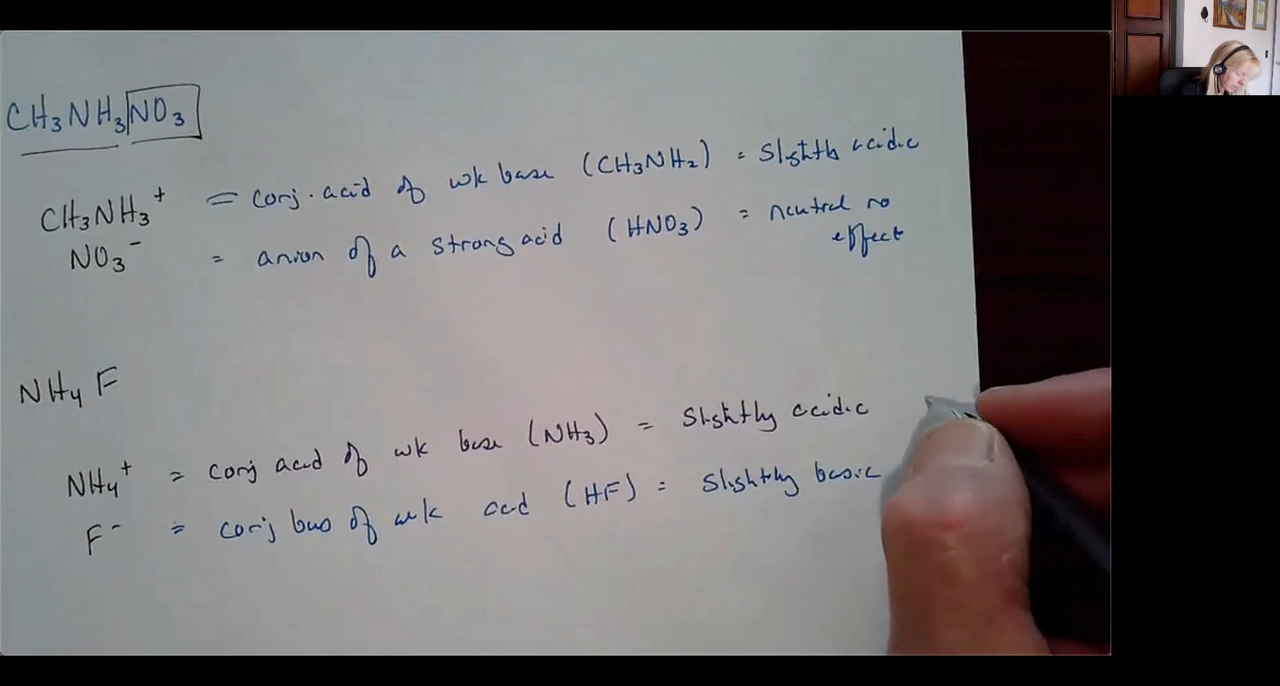 CH₃NH₃NO₃
CH₃NH₃⁺ = conj. acid of wk base (CH₃NH₂) = slightly acidic
NO₃⁻ = anion of a strong acid (HNO₃) = neutral no
effect
NH₄F
NH₄⁺ = conj acid of wk base (NH₃) = slightly acidic
F⁻ = conj bas of wk acid (HF) = slightly basic